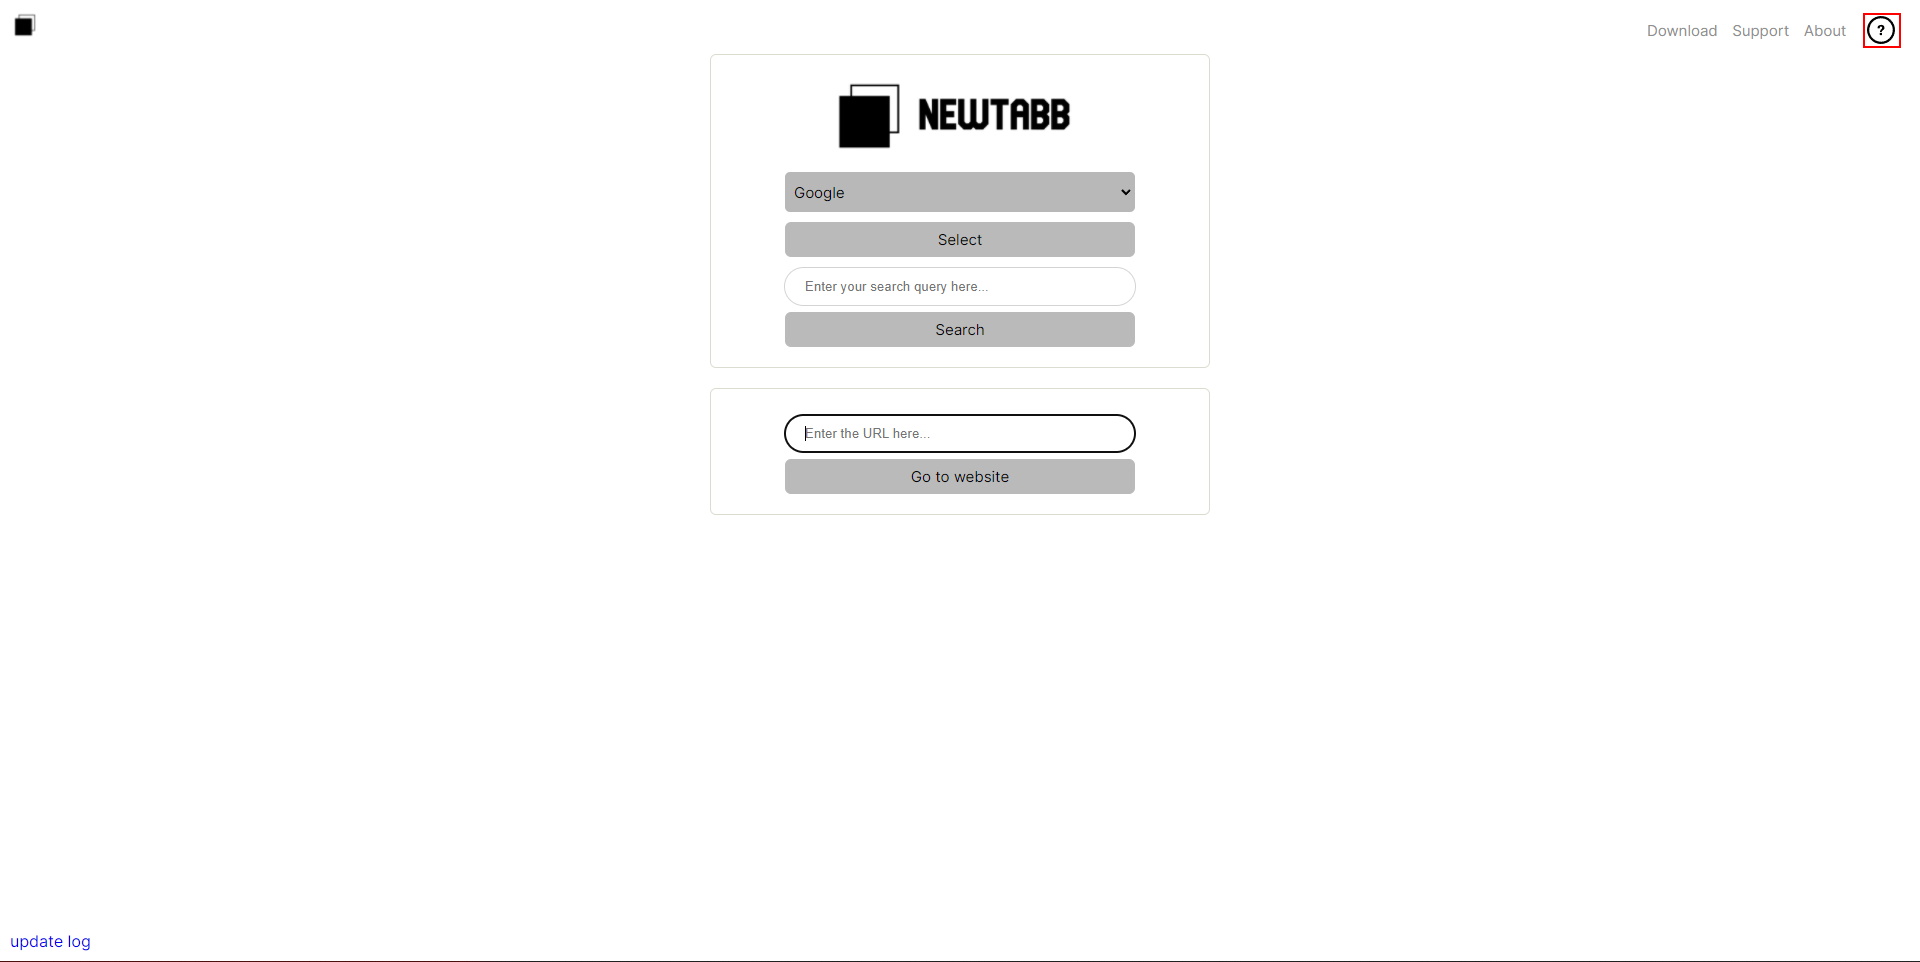 Download Support About ?
NEWTABB
Google
Select
Enter your search query here...
Search
Enter the URL here...
Go to website
update log